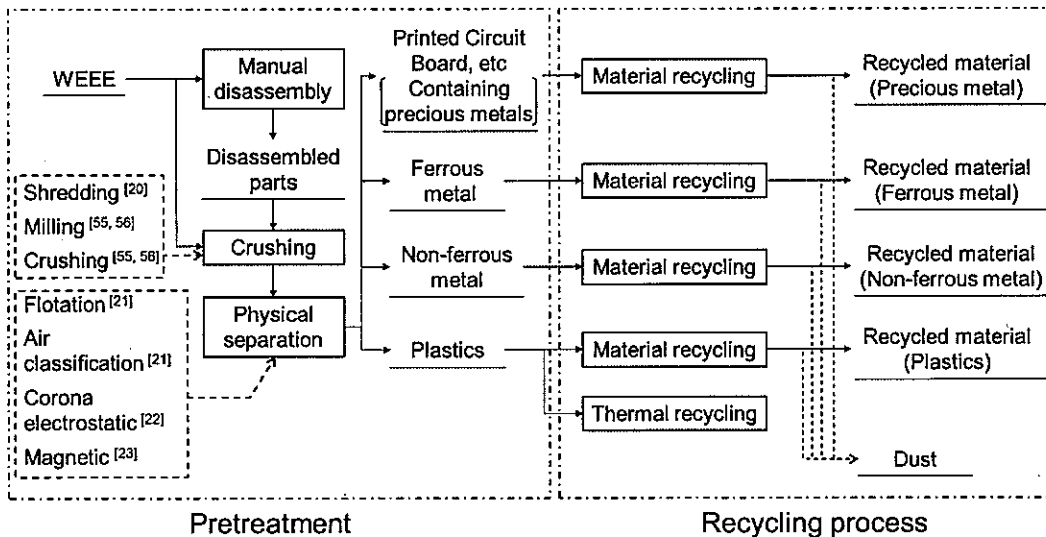 WEEE
Manual
disassembly
Disassembled
parts
Shredding [20]
Milling [55, 56]
Crushing [55, 56]
Crushing
Flotation [21]
Air
classification [21]
Corona
electrostatic [22]
Magnetic [23]
Physical
separation
Printed Circuit
Board, etc
Containing
precious metals
Ferrous
metal
Non-ferrous
metal
Plastics
Pretreatment
Material recycling
Recycled material
(Precious metal)
Material recycling
Recycled material
(Ferrous metal)
Material recycling
Recycled material
(Non-ferrous metal)
Material recycling
Recycled material
(Plastics)
Thermal recycling
Dust
Recycling process